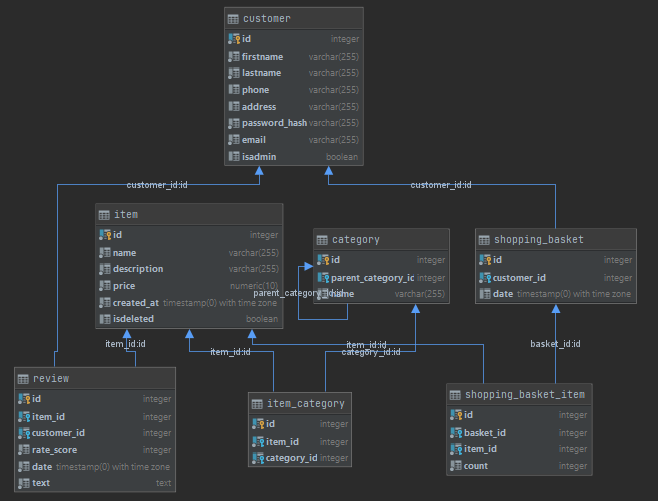 customer
id integer
firstname varchar(255)
lastname varchar(255)
phone varchar(255)
address varchar(255)
password_hash varchar(255)
email varchar(255)
isadmin boolean
customer_id:id
customer_id:id
item
id integer
name varchar(255)
description varchar(255)
price numeric(10)
created_at timestamp(0) with time zone
isdeleted boolean
category
id integer
parent_category_id integer
name varchar(255)
parent_category_id:id
shopping_basket
id integer
customer_id integer
date timestamp(0) with time zone
item_id:id
item_id:id
item_id:id
category_id:id
basket_id:id
review
id integer
item_id integer
customer_id integer
rate_score integer
date timestamp(0) with time zone
text text
item_category
id integer
item_id integer
category_id integer
shopping_basket_item
id integer
basket_id integer
item_id integer
count integer